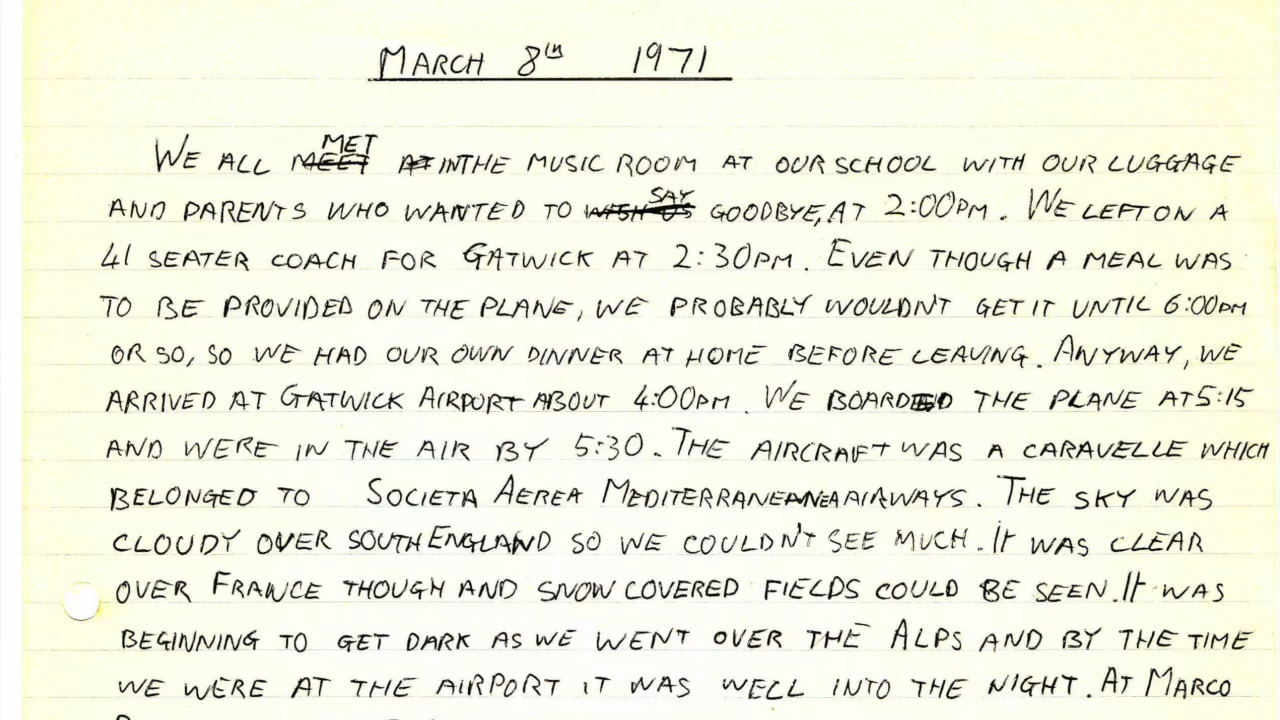 MARCH 8th 1971
WE ALL MEET MET AT IN THE MUSIC ROOM AT OUR SCHOOL WITH OUR LUGGAGE
AND PARENTS WHO WANTED TO WISH US SAY GOODBYE, AT 2:00PM. WE LEFT ON A
41 SEATER COACH FOR GATWICK AT 2:30PM. EVEN THOUGH A MEAL WAS
TO BE PROVIDED ON THE PLANE, WE PROBABLY WOULDN'T GET IT UNTIL 6:00PM
OR SO, SO WE HAD OUR OWN DINNER AT HOME BEFORE LEAVING. ANYWAY, WE
ARRIVED AT GATWICK AIRPORT ABOUT 4:00PM. WE BOARDED THE PLANE AT 5:15
AND WERE IN THE AIR BY 5:30. THE AIRCRAFT WAS A CARAVELLE WHICH
BELONGED TO SOCIETA AEREA MEDITERRANEANEA AIRWAYS. THE SKY WAS
CLOUDY OVER SOUTH ENGLAND SO WE COULDN'T SEE MUCH. It WAS CLEAR
OVER FRANCE THOUGH AND SNOW COVERED FIELDS COULD BE SEEN. It WAS
BEGINNING TO GET DARK AS WE WENT OVER THE ALPS AND BY THE TIME
WE WERE AT THE AIRPORT IT WAS WELL INTO THE NIGHT. AT MARCO